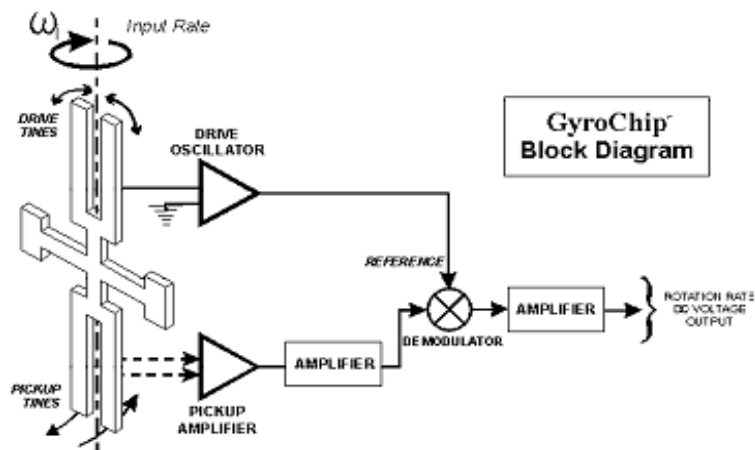 ωi
Input Rate
DRIVE
TINES
DRIVE
OSCILLATOR
GyroChip
Block Diagram
REFERENCE
AMPLIFIER
ROTATION RATE
DC VOLTAGE
OUTPUT
DEMODULATOR
AMPLIFIER
PICKUP
TINES
PICKUP
AMPLIFIER